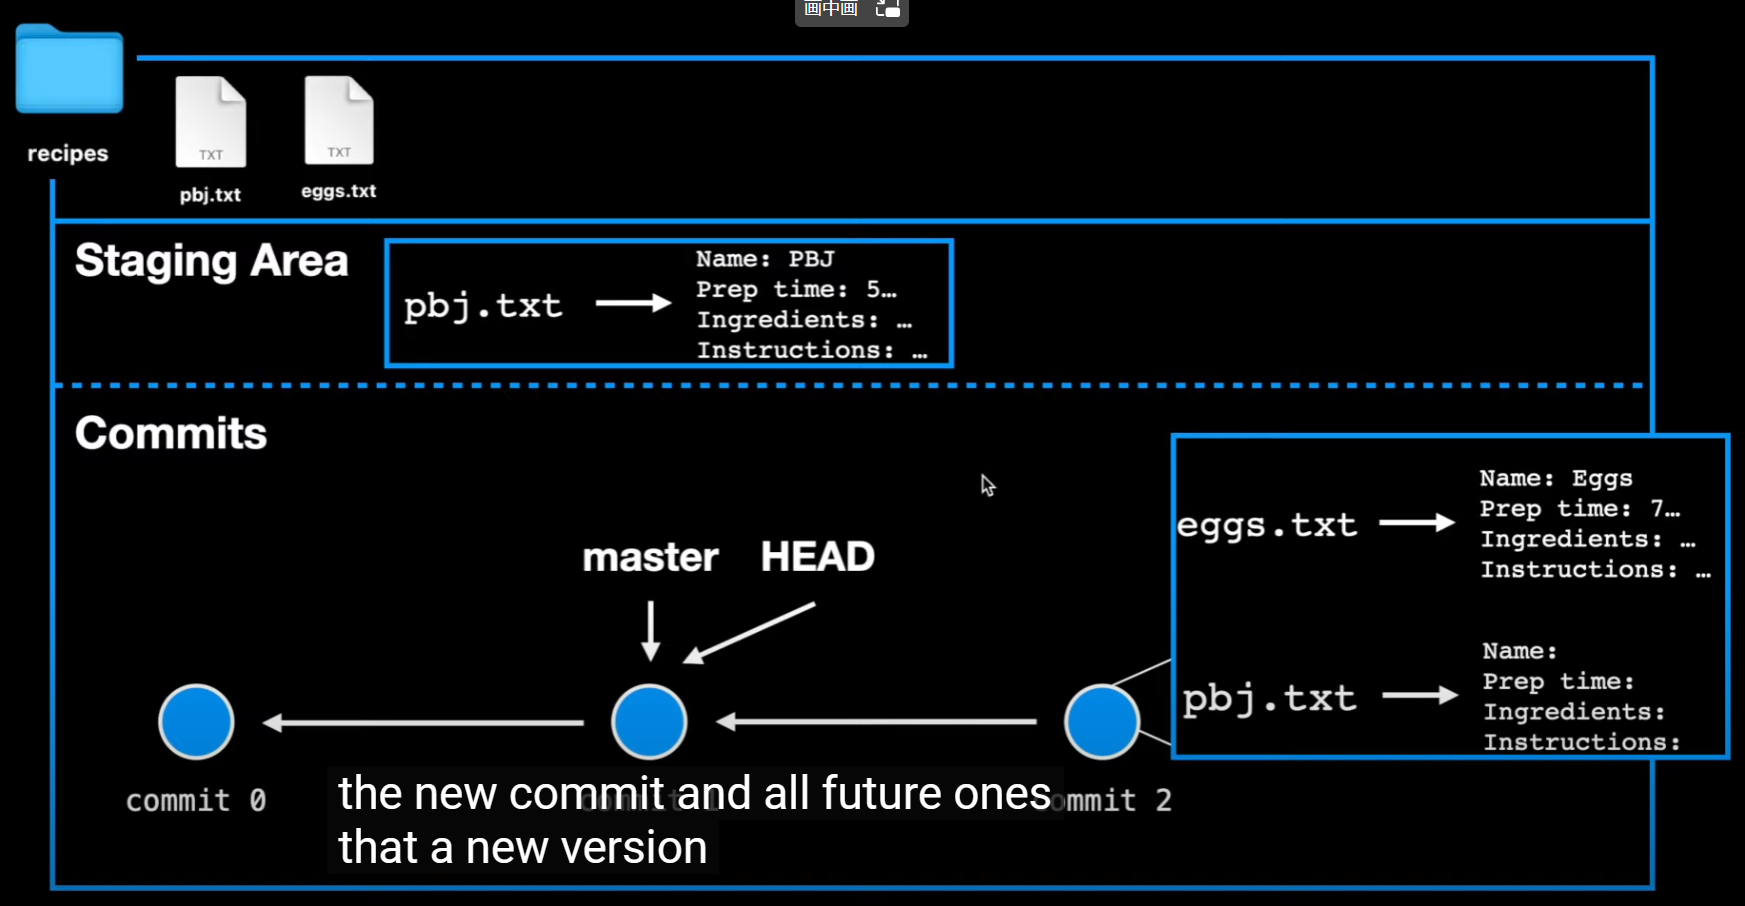 画中画
recipes
TXT
TXT
pbj.txt
eggs.txt
Staging Area
pbj.txt
Name: PBJ
Prep time: 5…
Ingredients: …
Instructions: …
Commits
master HEAD
eggs.txt
Name: Eggs
Prep time: 7…
Ingredients: …
Instructions: …
pbj.txt
Name:
Prep time:
Ingredients:
Instructions:
commit 0
ommit 2
the new commit and all future ones
that a new version